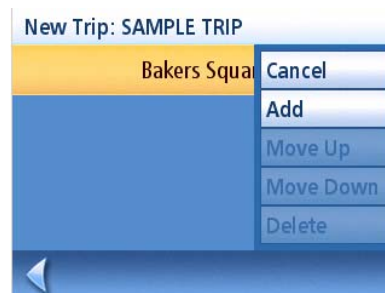 New Trip: SAMPLE TRIP
Bakers Squa
Cancel
Add
Move Up
Move Down
Delete